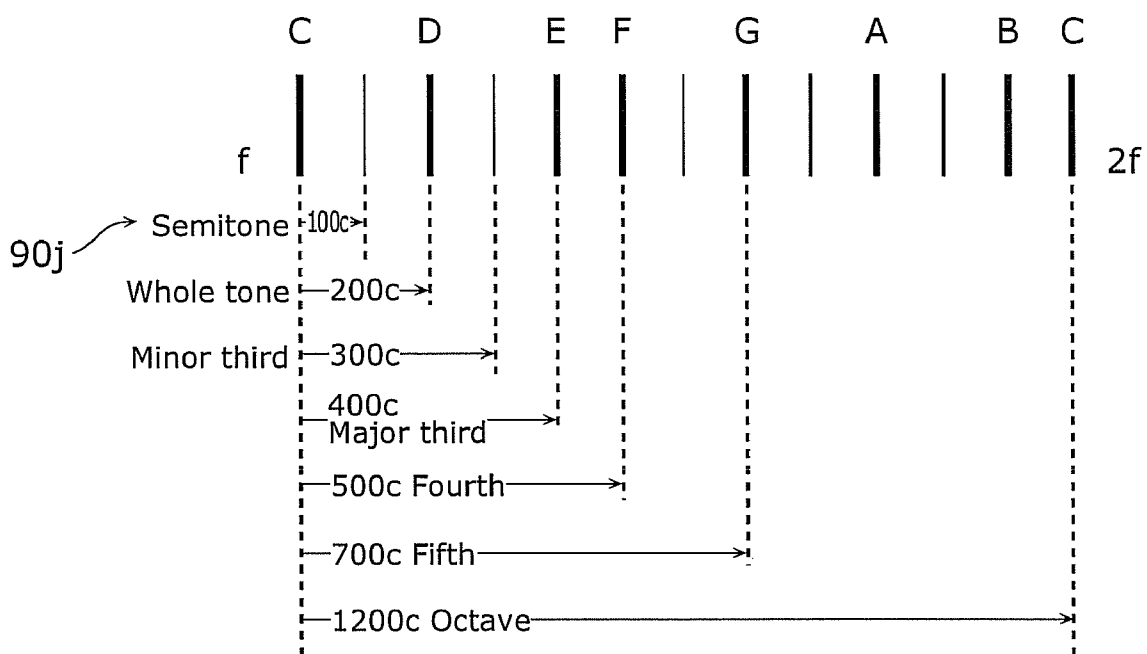 C D E F G A B C
f 2f
90j
Semitone 100c
Whole tone 200c
Minor third 300c
400c
Major third
500c Fourth
700c Fifth
1200c Octave